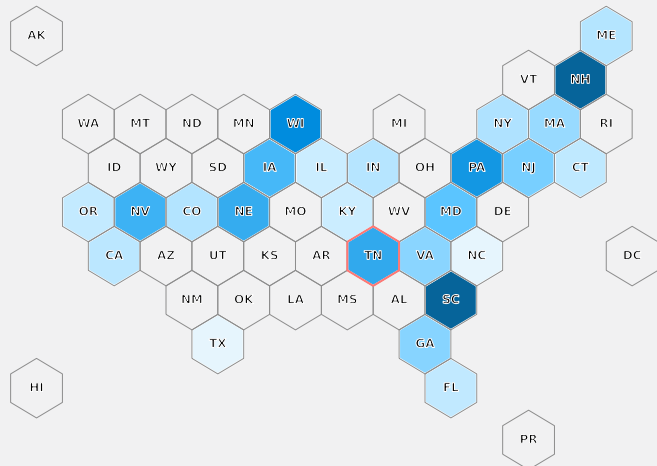 AK ME
VT NH
WA MT ND MN WI MI NY MA RI
ID WY SD IA IL IN OH PA NJ CT
OR NV CO NE MO KY WV MD DE
CA AZ UT KS AR TN VA NC DC
NM OK LA MS AL SC
TX GA
HI FL
PR